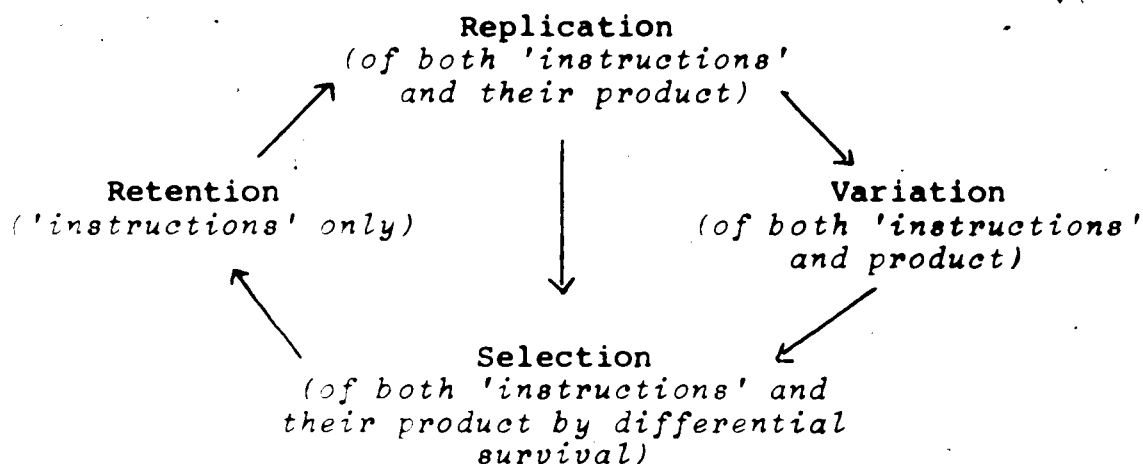 Replication
(of both 'instructions'
and their product)
Retention
('instructions' only)
Variation
(of both 'instructions'
and product)
Selection
(of both 'instructions' and
their product by differential
survival)